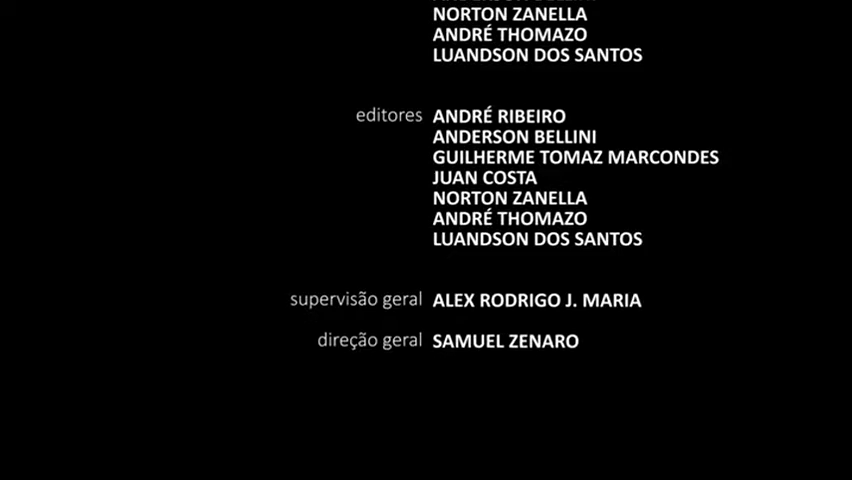 NORTON ZANELLA
ANDRÉ THOMAZO
LUANDSON DOS SANTOS
editores ANDRÉ RIBEIRO
ANDERSON BELLINI
GUILHERME TOMAZ MARCONDES
JUAN COSTA
NORTON ZANELLA
ANDRÉ THOMAZO
LUANDSON DOS SANTOS
supervisão geral ALEX RODRIGO J. MARIA
direção geral SAMUEL ZENARO